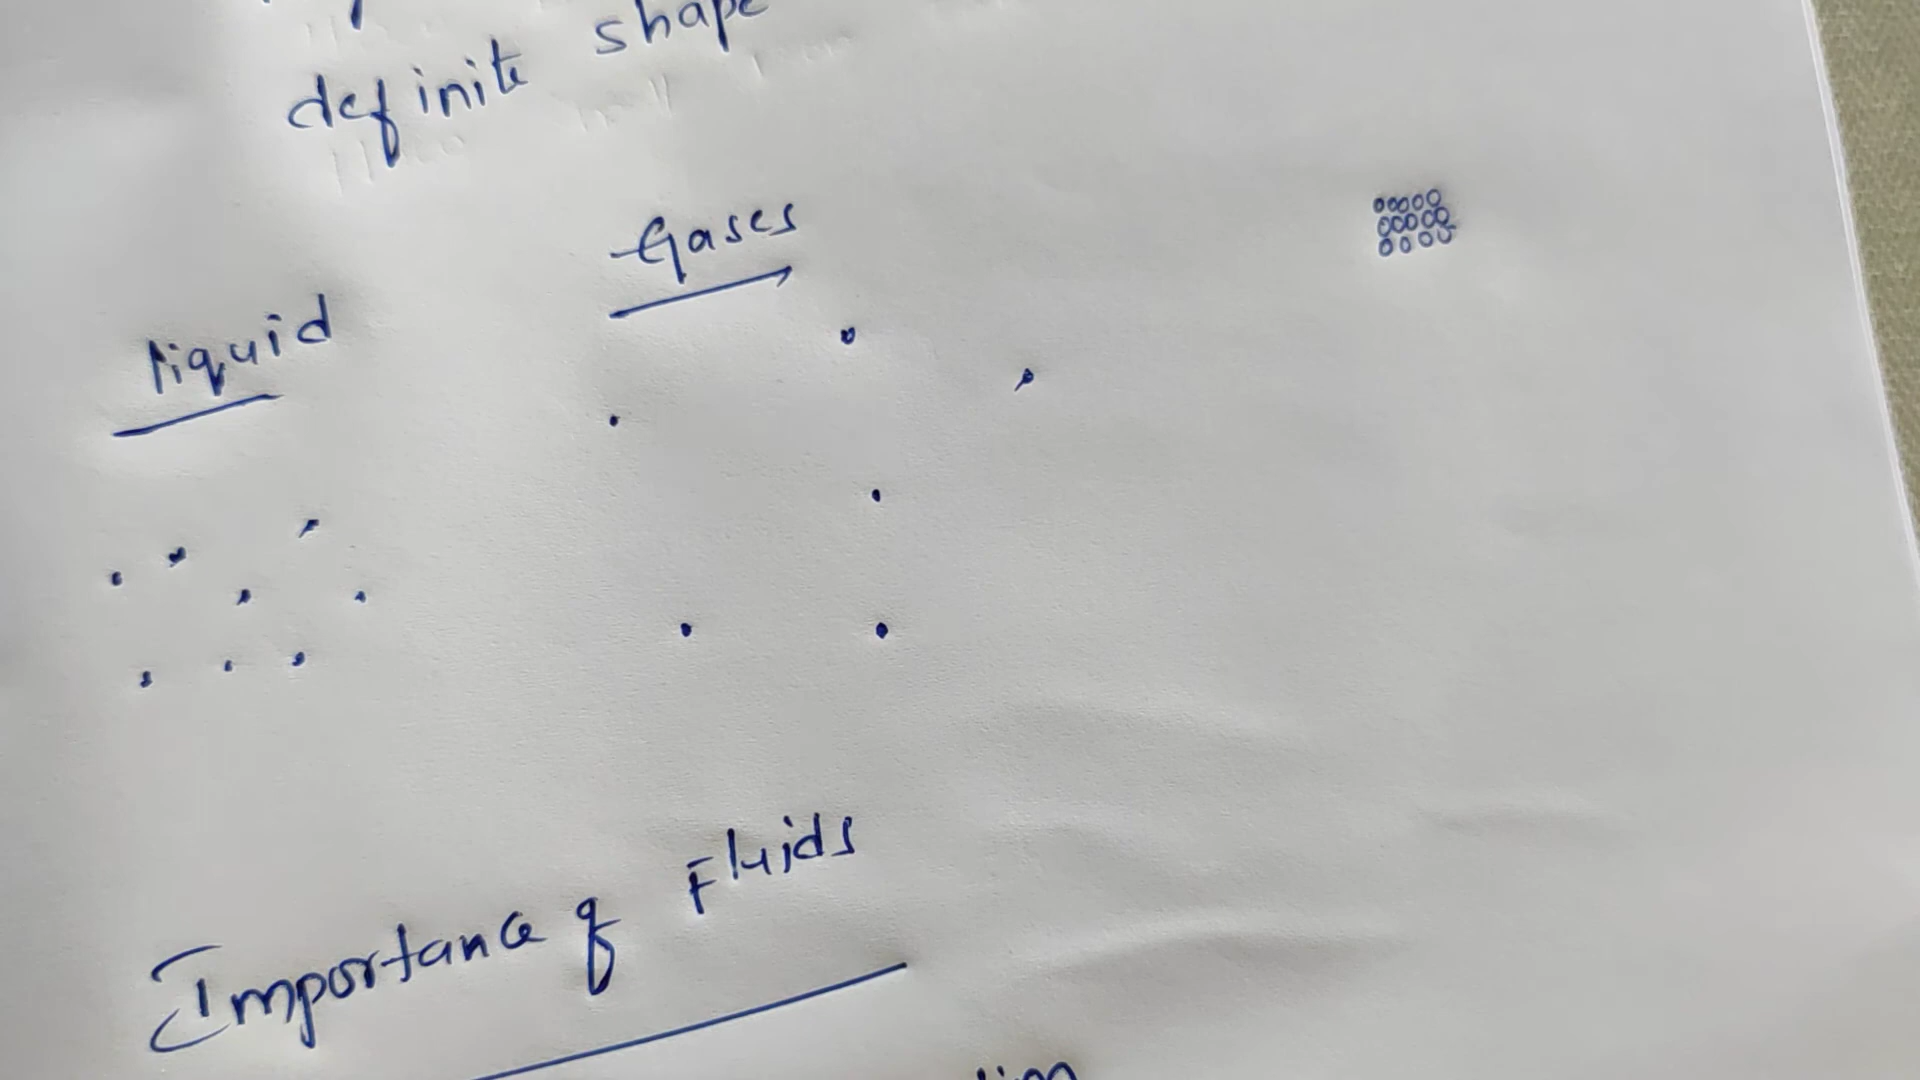 definite shape
Gases
liquid
Importance of Fluids